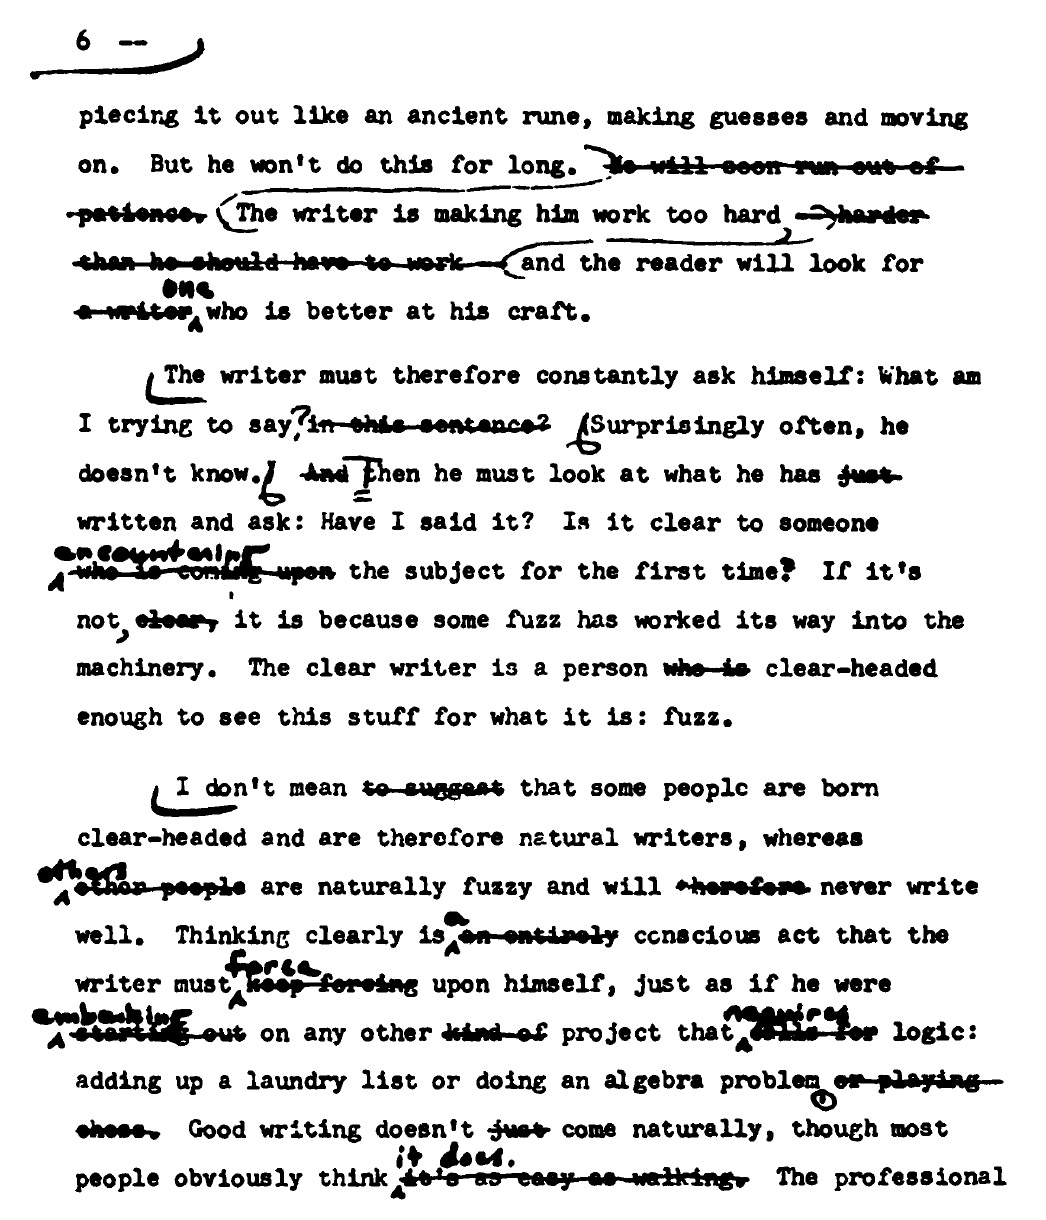 6 --
piecing it out like an ancient rune, making guesses and moving
on. But he won't do this for long. He will soon run out of
patience. The writer is making him work too hard -- harder
than he should have to work -- and the reader will look for
one
a writer who is better at his craft.
The writer must therefore constantly ask himself: What am
I trying to say? in this sentence? Surprisingly often, he
doesn't know. And Then he must look at what he has just
written and ask: Have I said it? Is it clear to someone
encountering
who is coming upon the subject for the first time? If it's
not, clear, it is because some fuzz has worked its way into the
machinery. The clear writer is a person who is clear-headed
enough to see this stuff for what it is: fuzz.
I don't mean to suggest that some people are born
clear-headed and are therefore natural writers, whereas
others
other people are naturally fuzzy and will therefore never write
a
well. Thinking clearly is an entirely conscious act that the
force
writer must keep forcing upon himself, just as if he were
embarking requires
starting out on any other kind of project that calls for logic:
adding up a laundry list or doing an algebra problem or playing
chess. Good writing doesn't just come naturally, though most
it does.
people obviously think it's as easy as walking. The professional